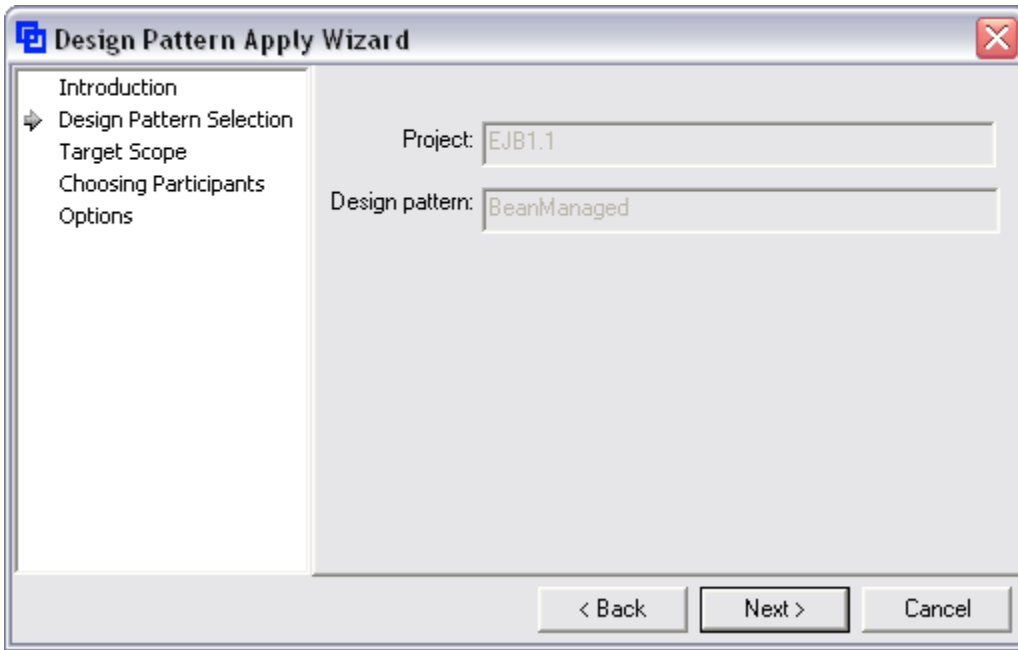 Design Pattern Apply Wizard
Introduction
Design Pattern Selection
Target Scope
Choosing Participants
Options
Project: EJB1.1
Design pattern: BeanManaged
< Back
Next >
Cancel